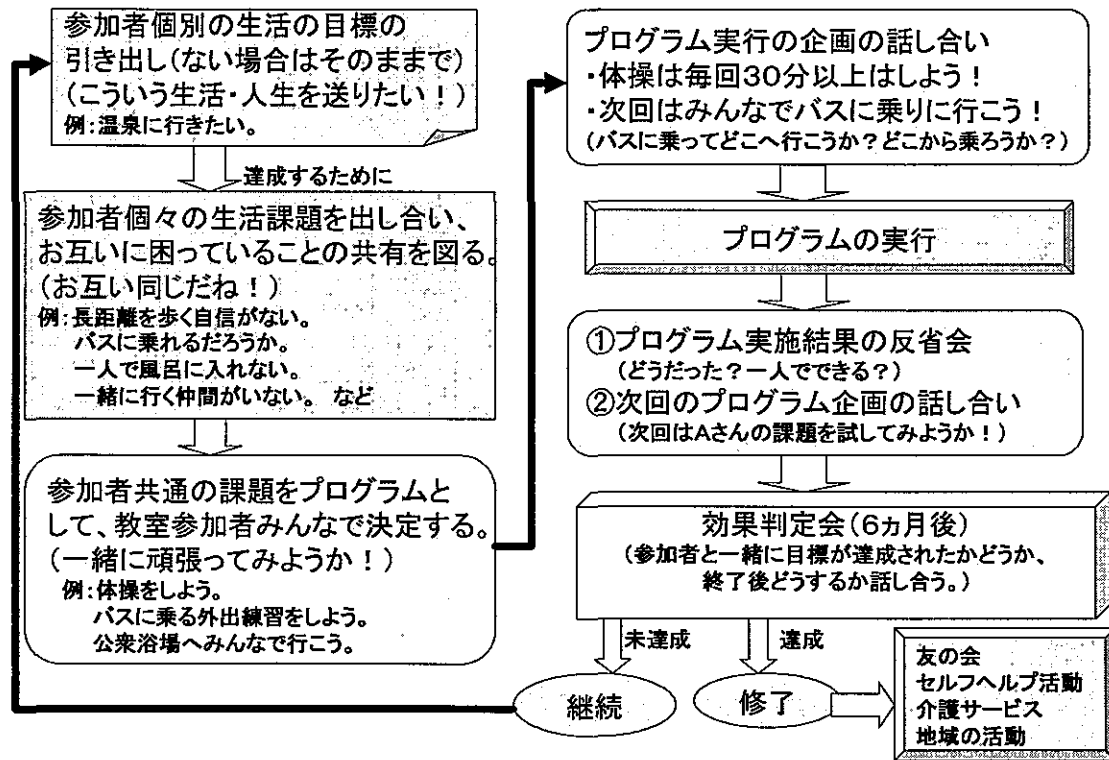 参加者個別の生活の目標の
引き出し(ない場合はそのままで)
(こういう生活・人生を送りたい!)
例:温泉に行きたい。
達成するために
参加者個々の生活課題を出し合い、
お互いに困っていることの共有を図る。
(お互い同じだね!)
例:長距離を歩く自信がない。
バスに乗れるだろうか。
一人で風呂に入れない。
一緒に行く仲間がいない。 など
参加者共通の課題をプログラムと
して、教室参加者みんなで決定する。
(一緒に頑張ってみようか!)
例:体操をしよう。
バスに乗る外出練習をしよう。
公衆浴場へみんなで行こう。
プログラム実行の企画の話し合い
・体操は毎回30分以上はしよう!
・次回はみんなでバスに乗りに行こう!
(バスに乗ってどこへ行こうか?どこから乗ろうか?)
プログラムの実行
①プログラム実施結果の反省会
(どうだった?一人でできる?)
②次回のプログラム企画の話し合い
(次回はAさんの課題を試してみようか!)
効果判定会(6ヵ月後)
(参加者と一緒に目標が達成されたかどうか、
終了後どうするか話し合う。)
未達成
達成
継続
修了
友の会
セルフヘルプ活動
介護サービス
地域の活動